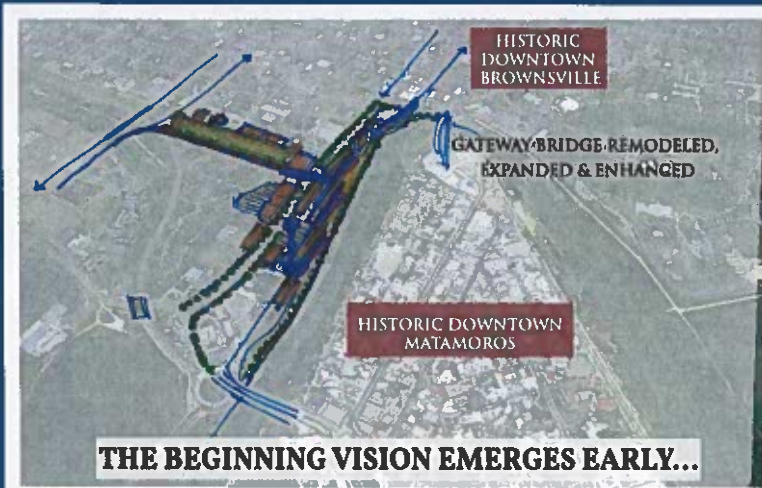 HISTORIC
DOWNTOWN
BROWNSVILLE
GATEWAY BRIDGE REMODELED,
EXPANDED & ENHANCED
HISTORIC DOWNTOWN
MATAMOROS
THE BEGINNING VISION EMERGES EARLY...